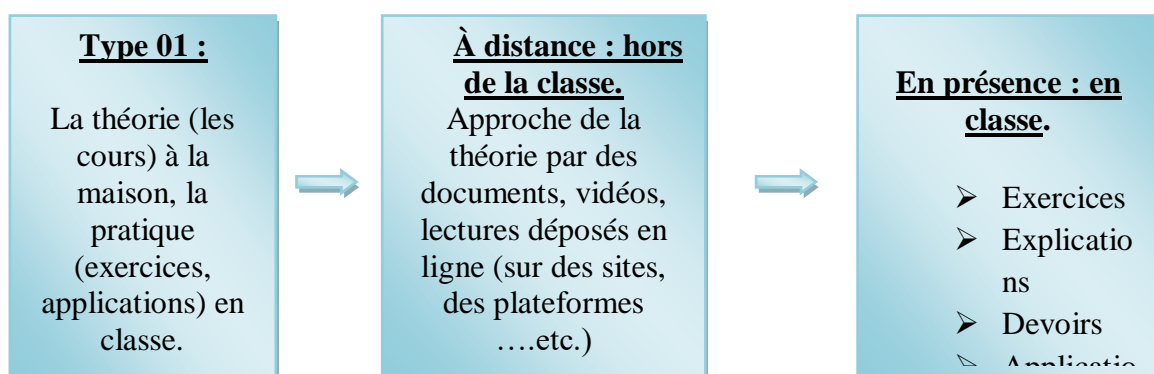 Type 01 :
La théorie (les
cours) à la
maison, la
pratique
(exercices,
applications) en
classe.
À distance : hors
de la classe.
Approche de la
théorie par des
documents, vidéos,
lectures déposés en
ligne (sur des sites,
des plateformes
….etc.)
En présence : en
classe.
➢ Exercices
➢ Explicatio
ns
➢ Devoirs
➢ Applicatio